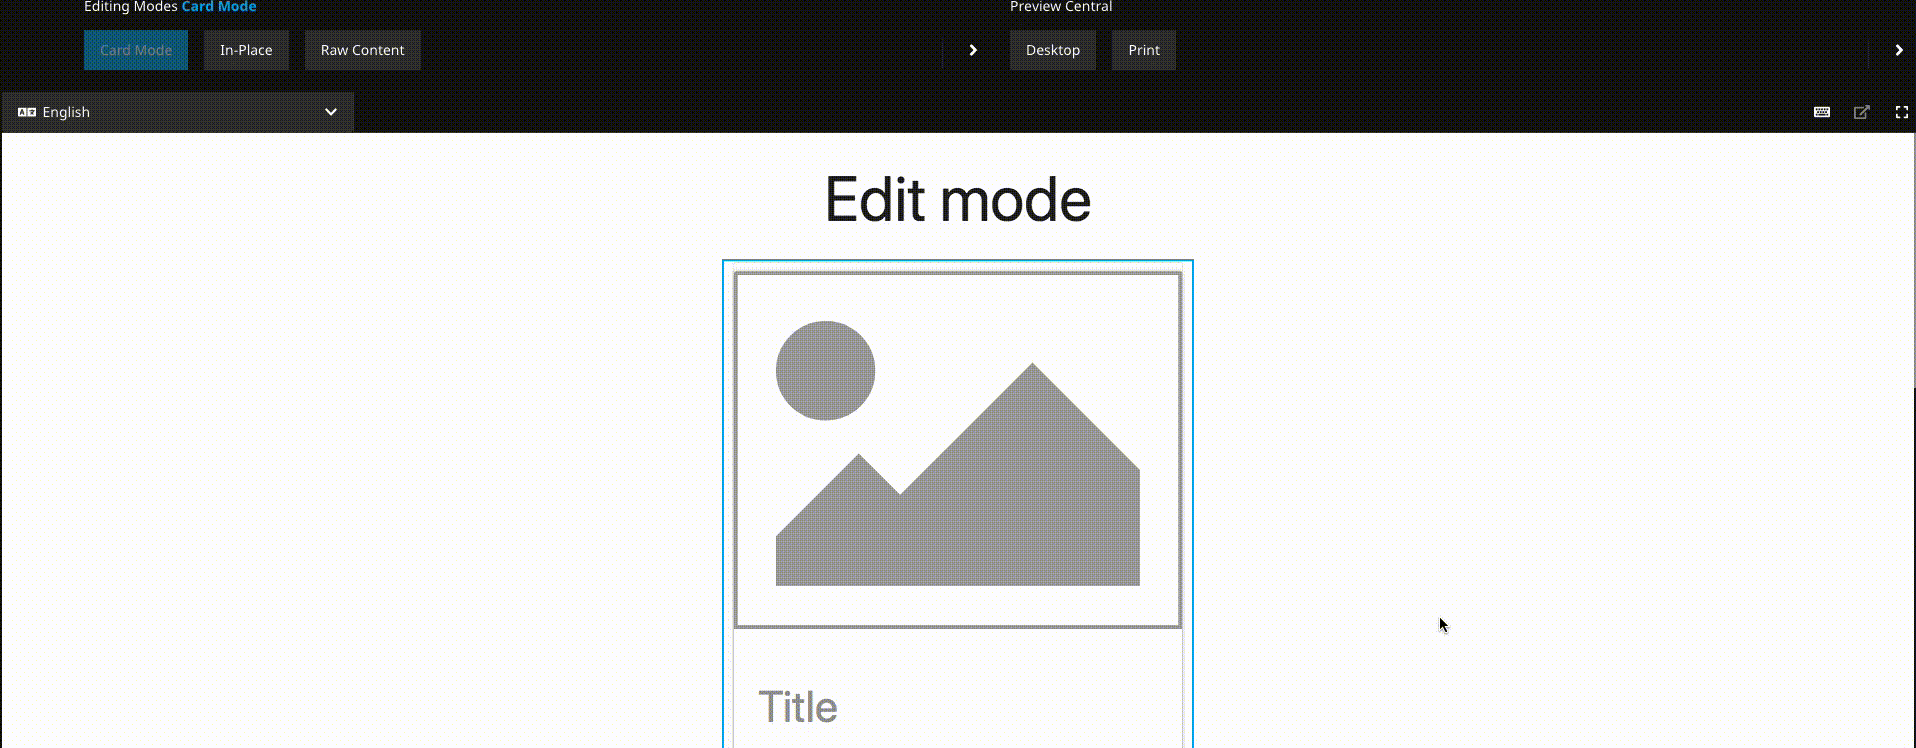 Editing Modes Card Mode
Preview Central
Card Mode In-Place Raw Content
Desktop Print
English
Edit mode
Title